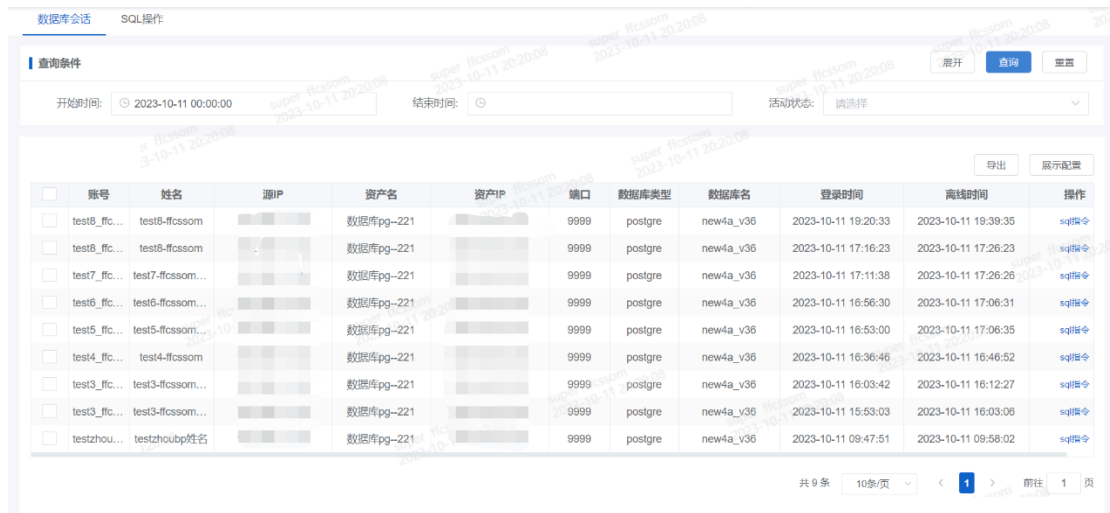 数据库会话 SQL操作
查询条件 展开 查询 重置
开始时间: 2023-10-11 00:00:00 结束时间: 活动状态: 请选择
导出 展示配置
账号 姓名 源IP 资产名 资产IP 端口 数据库类型 数据库名 登录时间 离线时间 操作
test8_ffc... test8-ffcssom 数据库pg--221 9999 postgre new4a_v36 2023-10-11 19:20:33 2023-10-11 19:39:35 sql指令
test8_ffc... test8-ffcssom 数据库pg--221 9999 postgre new4a_v36 2023-10-11 17:16:23 2023-10-11 17:26:23 sql指令
test7_ffc... test7-ffcssom... 数据库pg--221 9999 postgre new4a_v36 2023-10-11 17:11:38 2023-10-11 17:26:26 sql指令
test6_ffc... test6-ffcssom... 数据库pg--221 9999 postgre new4a_v36 2023-10-11 16:56:30 2023-10-11 17:06:31 sql指令
test5_ffc... test5-ffcssom... 数据库pg--221 9999 postgre new4a_v36 2023-10-11 16:53:00 2023-10-11 17:06:35 sql指令
test4_ffc... test4-ffcssom 数据库pg--221 9999 postgre new4a_v36 2023-10-11 16:36:46 2023-10-11 16:46:52 sql指令
test3_ffc... test3-ffcssom... 数据库pg--221 9999 postgre new4a_v36 2023-10-11 16:03:42 2023-10-11 16:12:27 sql指令
test3_ffc... test3-ffcssom... 数据库pg--221 9999 postgre new4a_v36 2023-10-11 15:53:03 2023-10-11 16:03:06 sql指令
testzhou... testzhoubp姓名 数据库pg--221 9999 postgre new4a_v36 2023-10-11 09:47:51 2023-10-11 09:58:02 sql指令
共 9 条 10条/页 < 1 > 前往 1 页
super ffcssom
2023-10-11 20:20:08